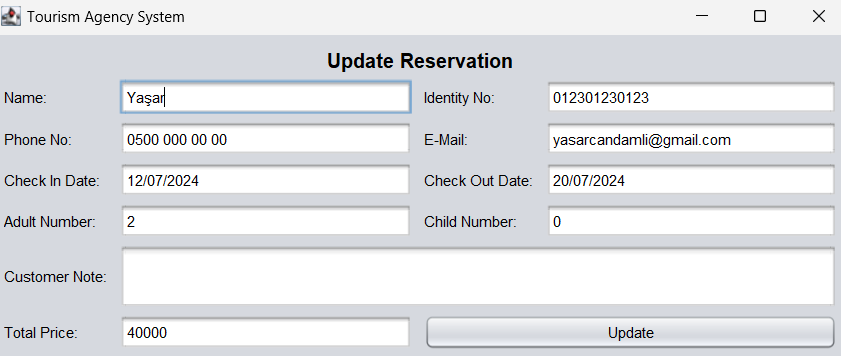 Tourism Agency System
Update Reservation
Name: Yaşar Identity No: 012301230123
Phone No: 0500 000 00 00 E-Mail: yasarcandamli@gmail.com
Check In Date: 12/07/2024 Check Out Date: 20/07/2024
Adult Number: 2 Child Number: 0
Customer Note:
Total Price: 40000 Update